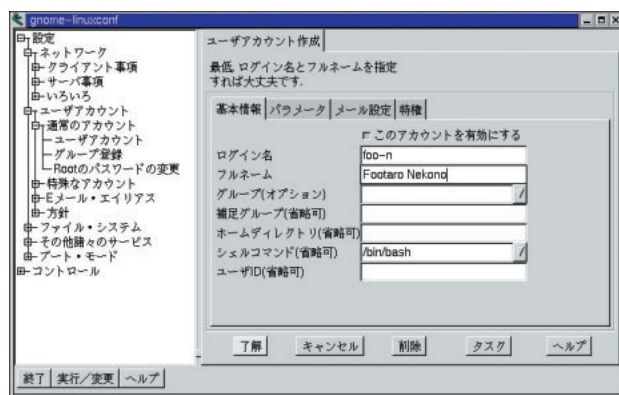 gnome-linuxconf
設定
ネットワーク
クライアント事項
サーバ事項
いろいろ
ユーザアカウント
通常のアカウント
ユーザアカウント
グループ登録
Rootのパスワードの変更
特殊なアカウント
Eメール・エイリアス
方針
ファイル・システム
その他諸々のサービス
ブート・モード
コントロール
ユーザアカウント作成
最低, ログイン名とフルネームを指定
すれば大丈夫です.
基本情報 パラメータ メール設定 特権
このアカウントを有効にする
ログイン名 foo-n
フルネーム Footaro Nekono
グループ(オプション)
補足グループ(省略可)
ホームディレクトリ(省略可)
シェルコマンド(省略可) /bin/bash
ユーザID(省略可)
了解 キャンセル 削除 タスク ヘルプ
終了 実行/変更 ヘルプ